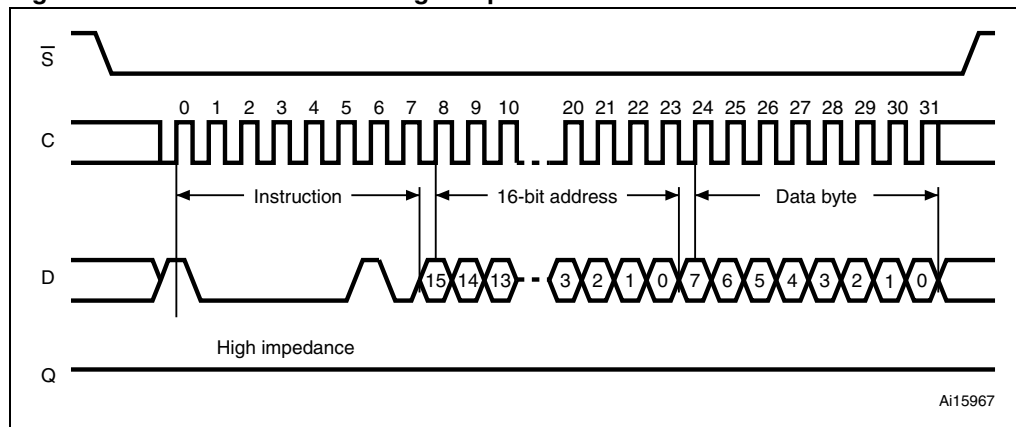 S
0 1 2 3 4 5 6 7 8 9 10 20 21 22 23 24 25 26 27 28 29 30 31
C
Instruction 16-bit address Data byte
D
15 14 13 3 2 1 0 7 6 5 4 3 2 1 0
High impedance
Q
Ai15967